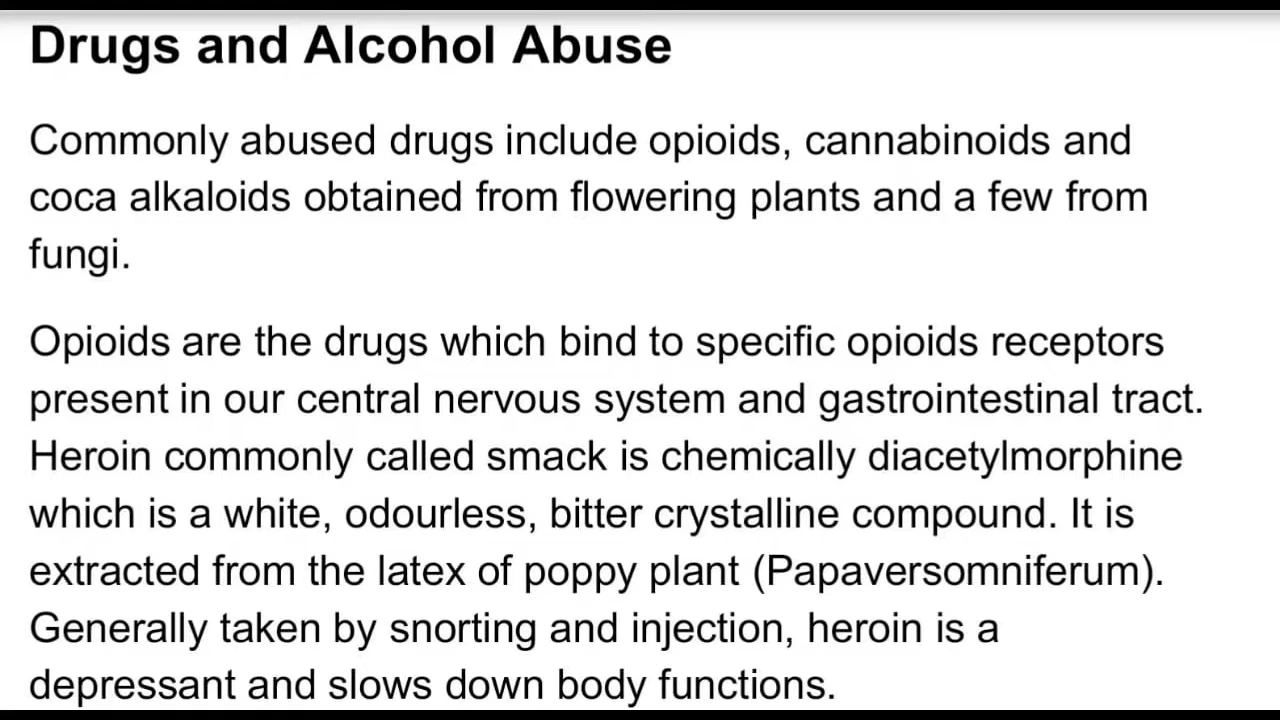 Drugs and Alcohol Abuse
Commonly abused drugs include opioids, cannabinoids and
coca alkaloids obtained from flowering plants and a few from
fungi.
Opioids are the drugs which bind to specific opioids receptors
present in our central nervous system and gastrointestinal tract.
Heroin commonly called smack is chemically diacetylmorphine
which is a white, odourless, bitter crystalline compound. It is
extracted from the latex of poppy plant (Papaversomniferum).
Generally taken by snorting and injection, heroin is a
depressant and slows down body functions.